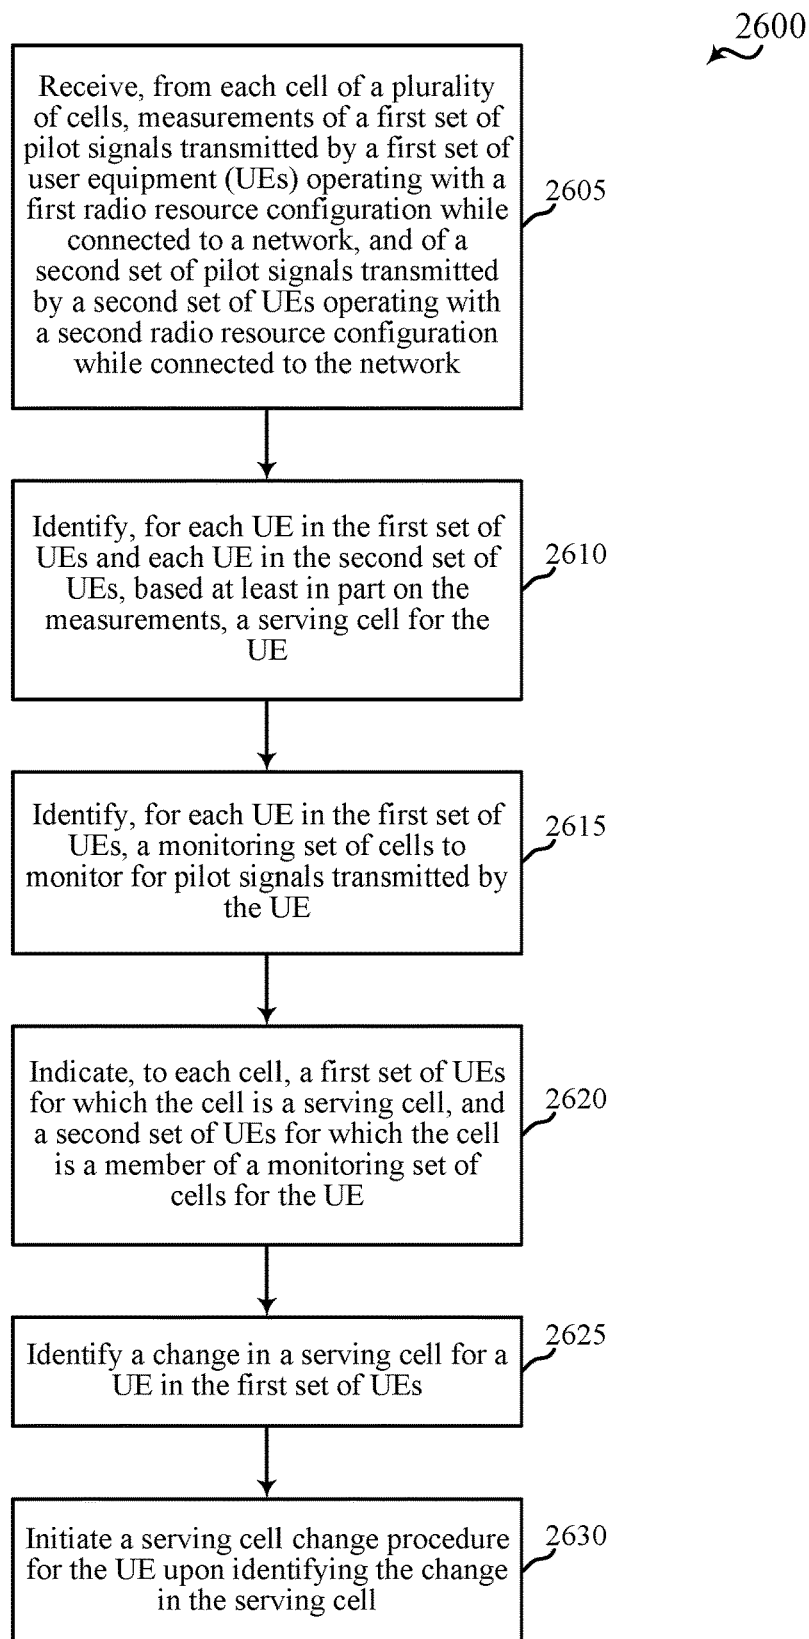 2600
Receive, from each cell of a plurality
of cells, measurements of a first set of
pilot signals transmitted by a first set of
user equipment (UEs) operating with a
first radio resource configuration while
connected to a network, and of a
second set of pilot signals transmitted
by a second set of UEs operating with
a second radio resource configuration
while connected to the network
2605
Identify, for each UE in the first set of
UEs and each UE in the second set of
UEs, based at least in part on the
measurements, a serving cell for the
UE
2610
Identify, for each UE in the first set of
UEs, a monitoring set of cells to
monitor for pilot signals transmitted by
the UE
2615
Indicate, to each cell, a first set of UEs
for which the cell is a serving cell, and
a second set of UEs for which the cell
is a member of a monitoring set of
cells for the UE
2620
Identify a change in a serving cell for a
UE in the first set of UEs
2625
Initiate a serving cell change procedure
for the UE upon identifying the change
in the serving cell
2630